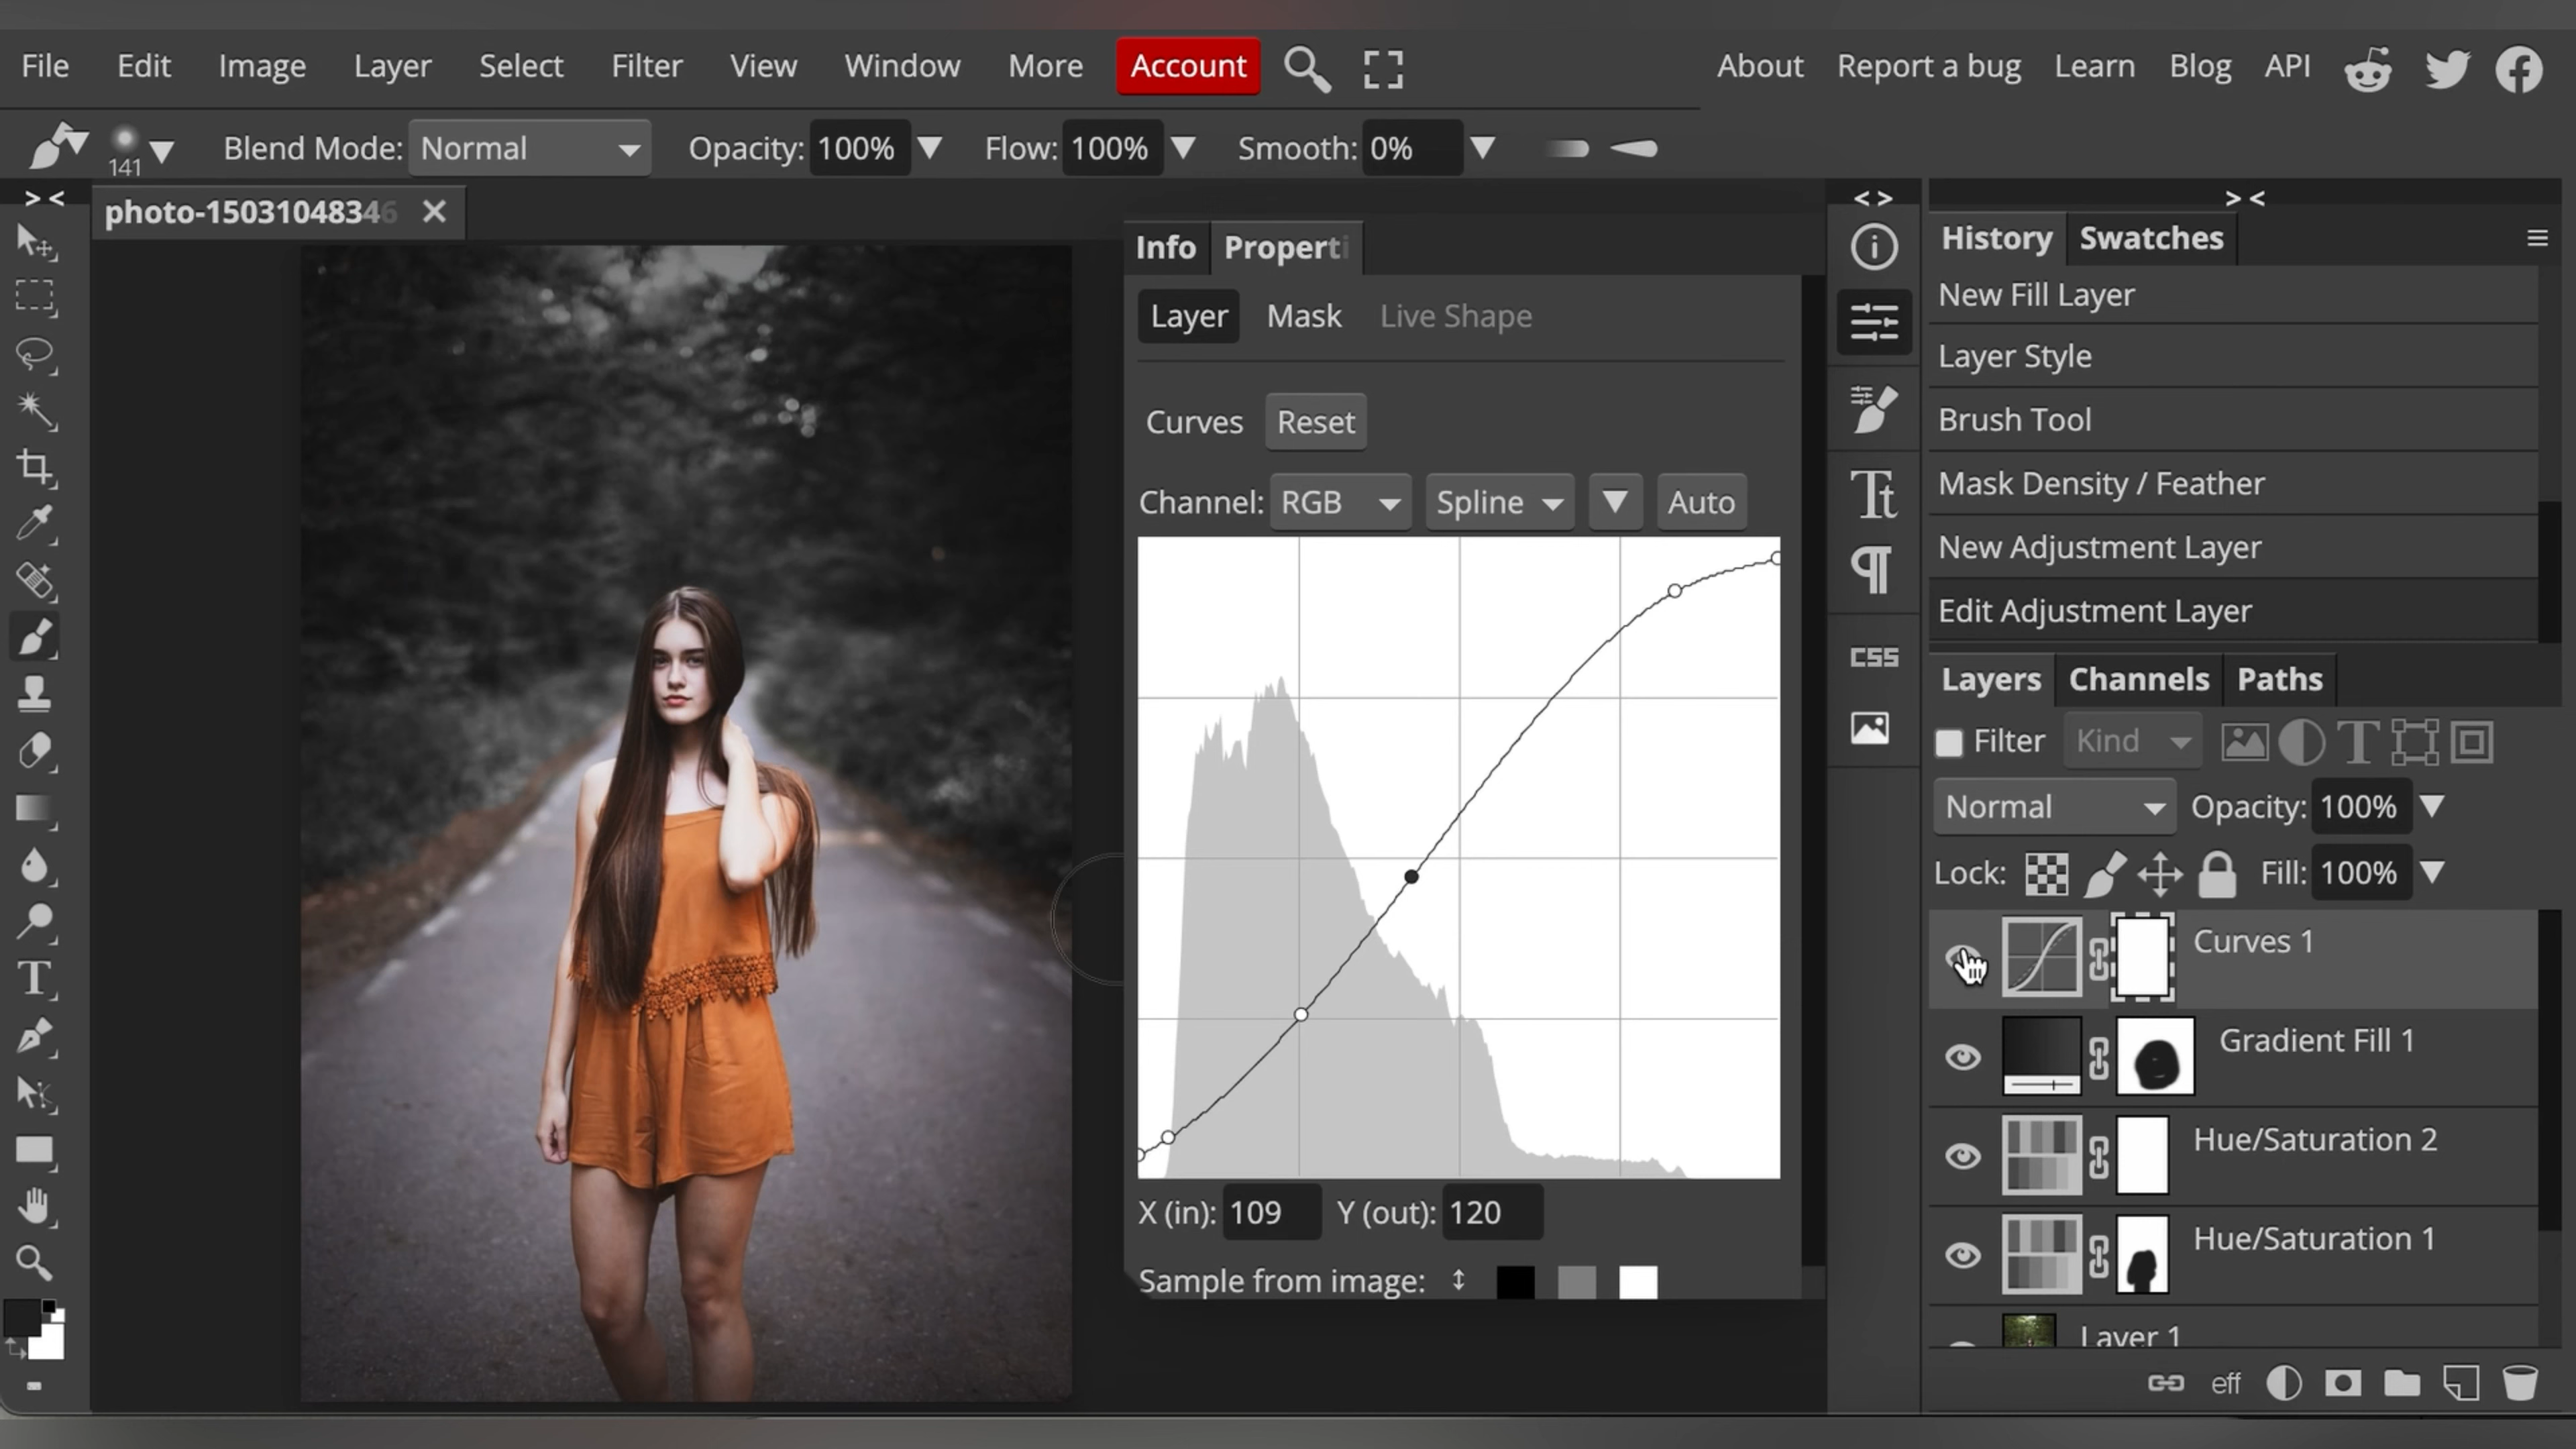 File Edit Image Layer Select Filter View Window More Account About Report a bug Learn Blog API
141 Blend Mode: Normal Opacity: 100% Flow: 100% Smooth: 0%
> < photo-15031048346 ✕ < > > <
Info Properti
History Swatches
Layer Mask Live Shape
Curves Reset
Channel: RGB Spline Auto
X (in): 109 Y (out): 120
Sample from image:
Tt
¶
CSS
New Fill Layer
Layer Style
Brush Tool
Mask Density / Feather
New Adjustment Layer
Edit Adjustment Layer
Layers Channels Paths
Filter Kind T
Normal Opacity: 100%
Lock: Fill: 100%
Curves 1
Gradient Fill 1
Hue/Saturation 2
Hue/Saturation 1
Layer 1
eff
T